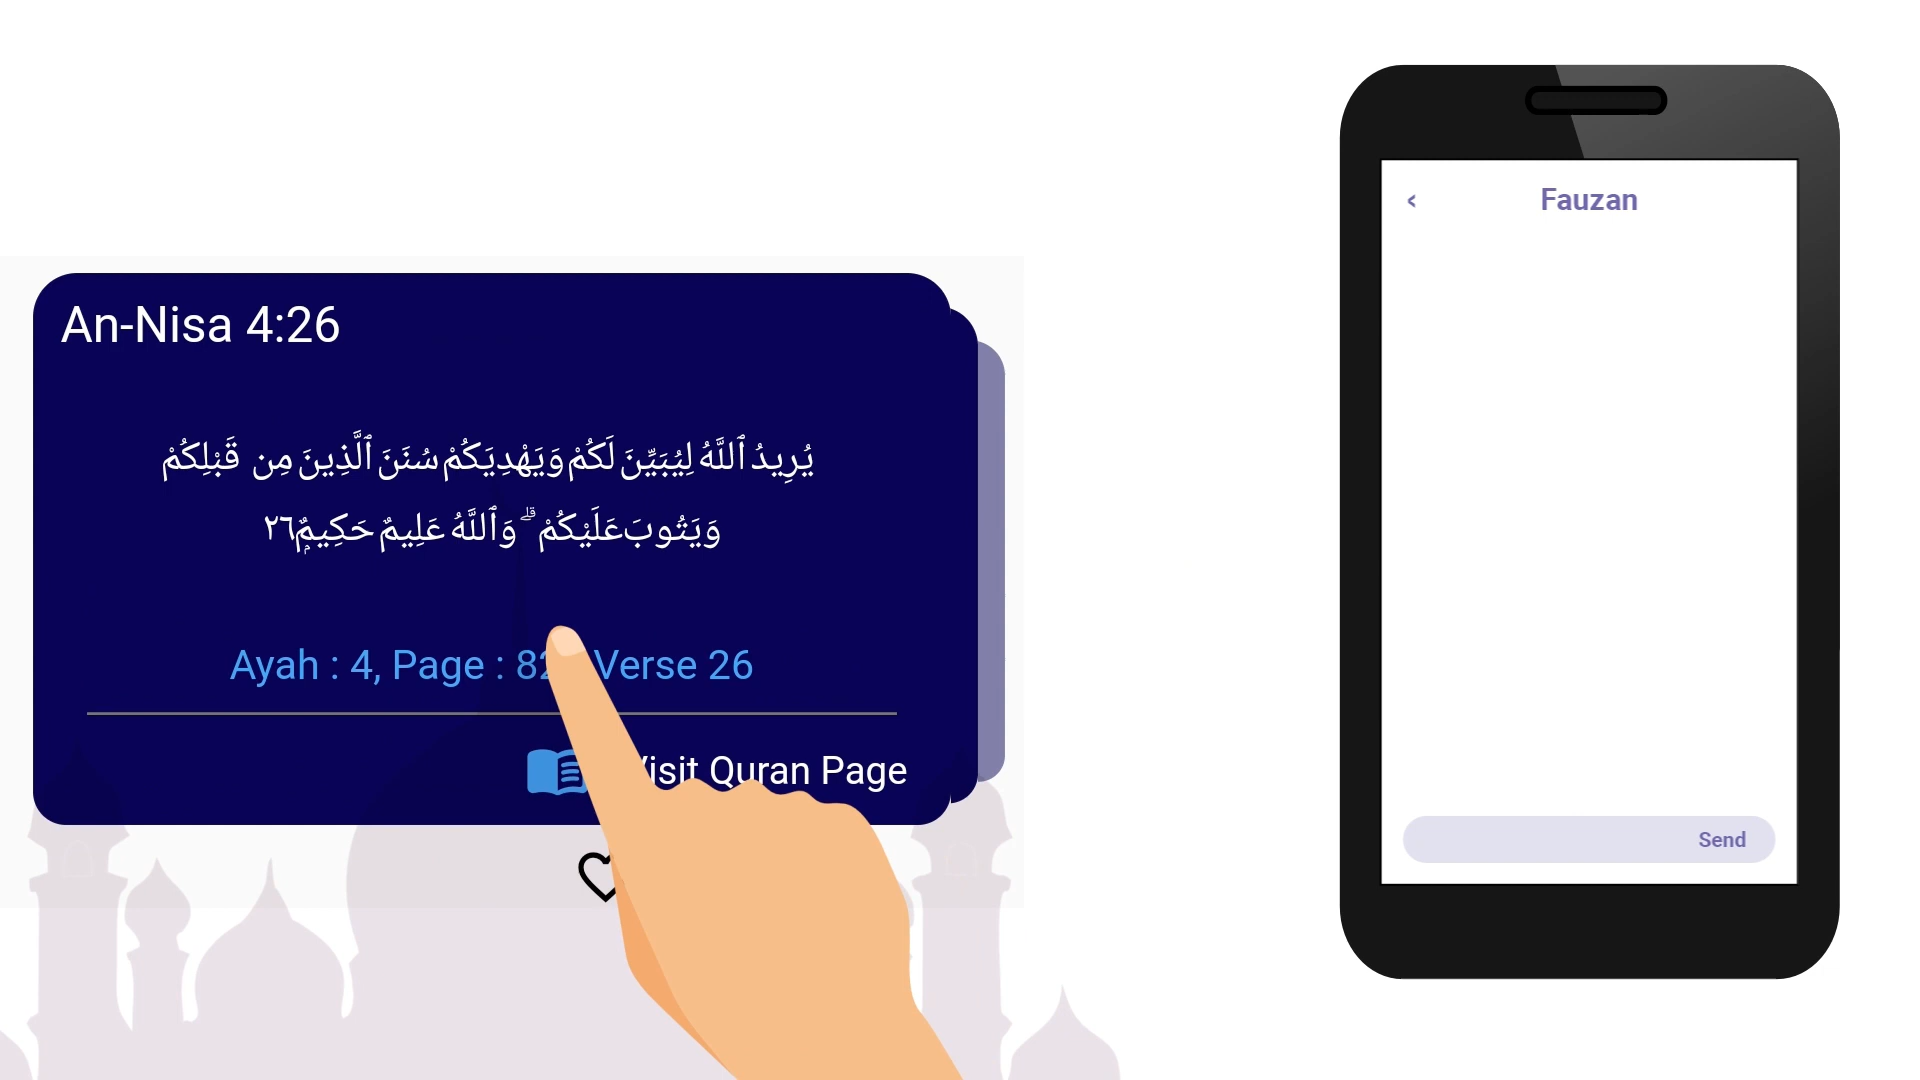 An-Nisa 4:26
يُرِيدُ ٱللَّهُ لِيُبَيِّنَ لَكُمْ وَيَهْدِيَكُمْ سُنَنَ ٱلَّذِينَ مِن قَبْلِكُمْ
وَيَتُوبَ عَلَيْكُمْ ۗ وَٱللَّهُ عَلِيمٌ حَكِيمٌۭ ٢٦
Ayah : 4, Page : 82 Verse 26
Quran Page
‹ Fauzan
Send